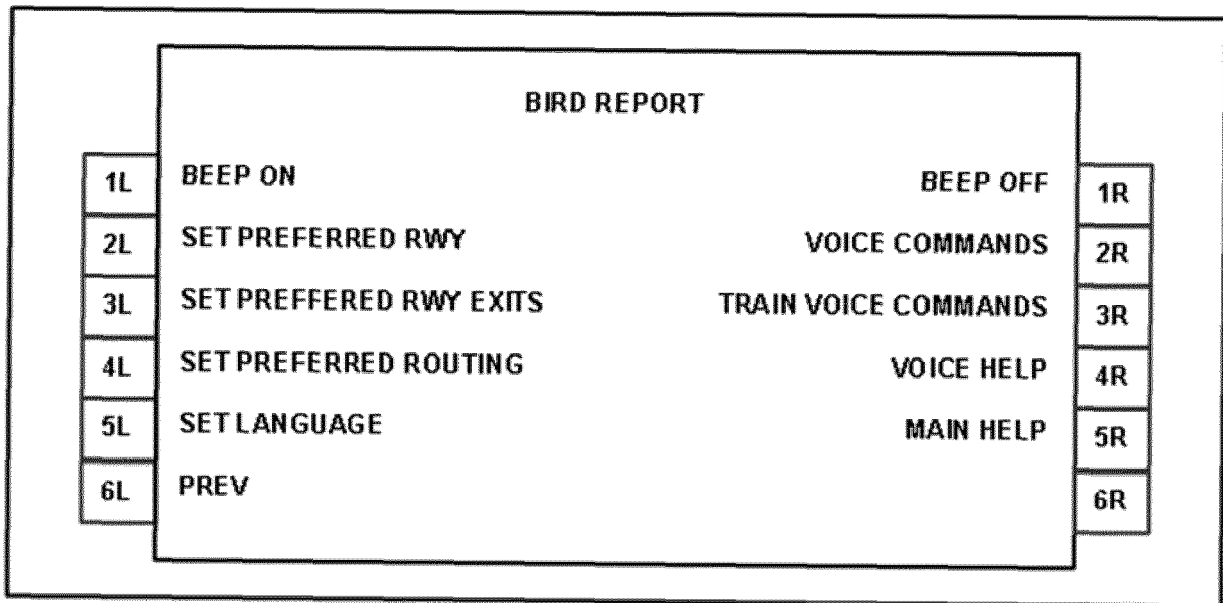 BIRD REPORT
1L BEEP ON BEEP OFF 1R
2L SET PREFERRED RWY VOICE COMMANDS 2R
3L SET PREFFERED RWY EXITS TRAIN VOICE COMMANDS 3R
4L SET PREFERRED ROUTING VOICE HELP 4R
5L SET LANGUAGE MAIN HELP 5R
6L PREV 6R